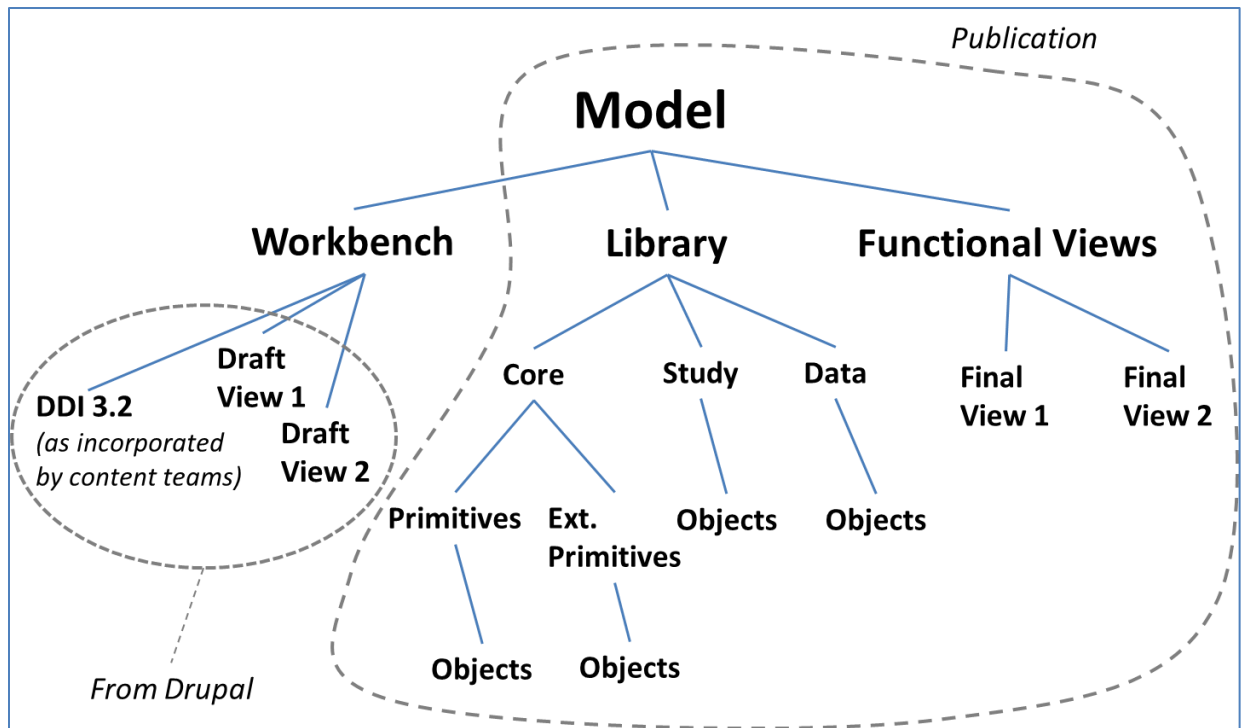 Publication
Model
Workbench
Library
Functional Views
Draft
View 1
DDI 3.2
(as incorporated
by content teams)
Draft
View 2
Core
Study
Data
Final
View 1
Final
View 2
Primitives
Ext.
Primitives
Objects
Objects
Objects
Objects
From Drupal